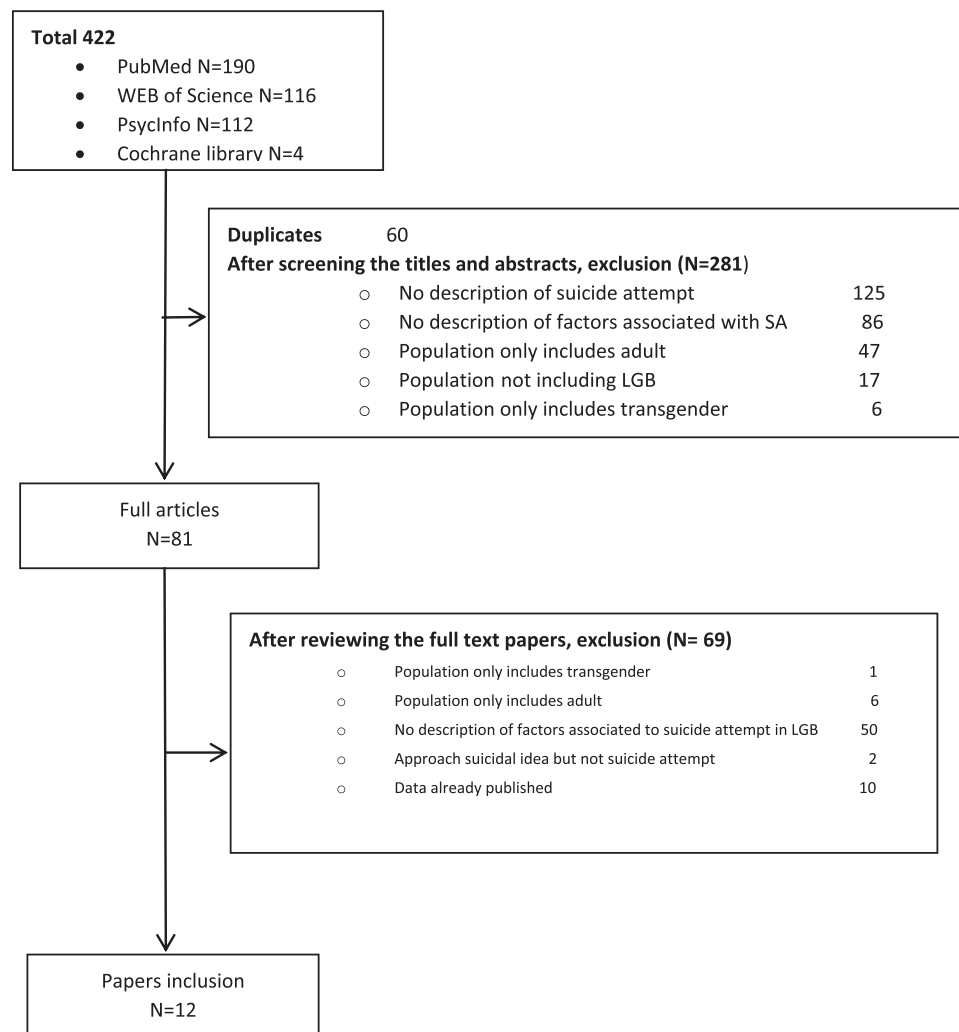 Total 422
• PubMed N=190
• WEB of Science N=116
• PsycInfo N=112
• Cochrane library N=4
Duplicates 60
After screening the titles and abstracts, exclusion (N=281)
○ No description of suicide attempt 125
○ No description of factors associated with SA 86
○ Population only includes adult 47
○ Population not including LGB 17
○ Population only includes transgender 6
Full articles
N=81
After reviewing the full text papers, exclusion (N= 69)
○ Population only includes transgender 1
○ Population only includes adult 6
○ No description of factors associated to suicide attempt in LGB 50
○ Approach suicidal idea but not suicide attempt 2
○ Data already published 10
Papers inclusion
N=12